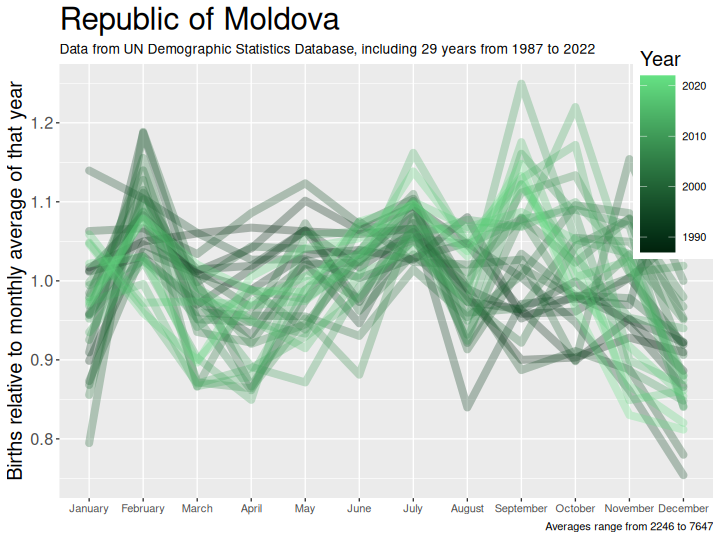 Republic of Moldova
Data from UN Demographic Statistics Database, including 29 years from 1987 to 2022
Year
2020
2010
2000
1990
Births relative to monthly average of that year
1.2
1.1
1.0
0.9
0.8
January February March April May June July August September October November December
Averages range from 2246 to 7647